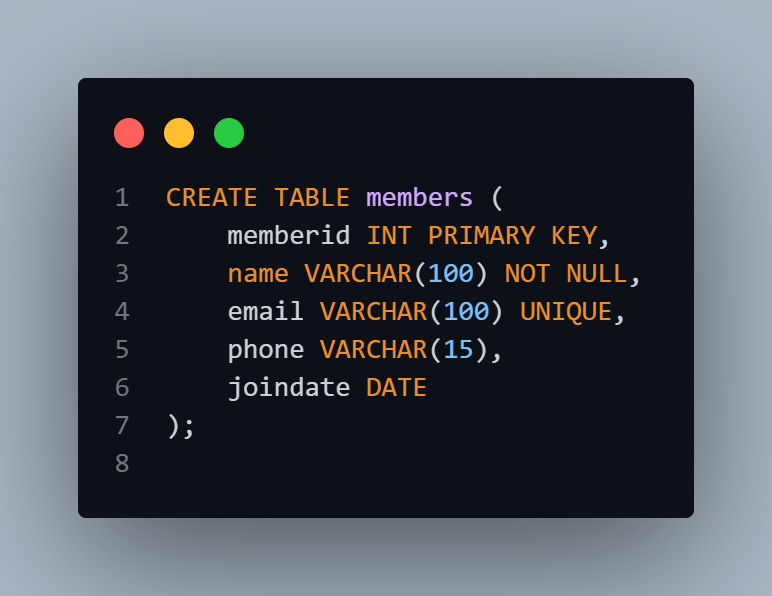 1 CREATE TABLE members (
2     memberid INT PRIMARY KEY,
3     name VARCHAR(100) NOT NULL,
4     email VARCHAR(100) UNIQUE,
5     phone VARCHAR(15),
6     joindate DATE
7 );
8